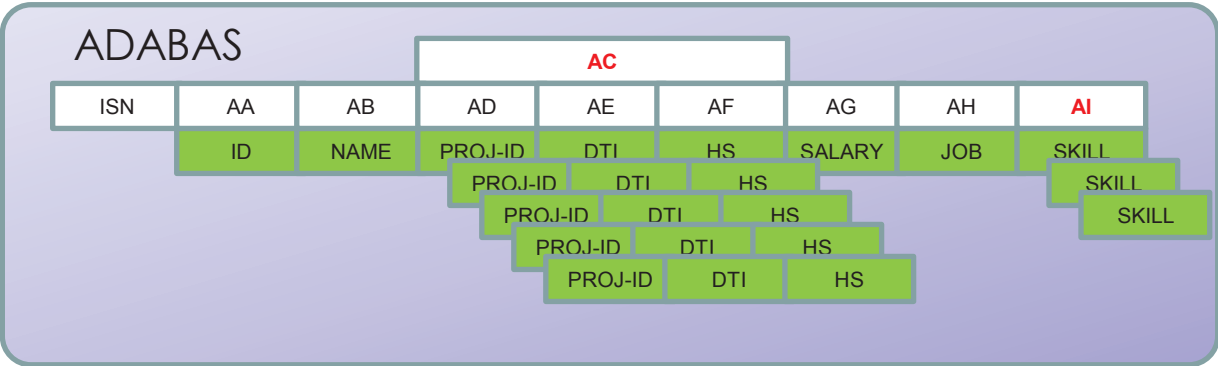 ADABAS
AC
ISN AA AB AD AE AF AG AH AI
ID NAME PROJ-ID DTI HS SALARY JOB SKILL
PROJ-ID DTI HS SKILL
PROJ-ID DTI HS SKILL
PROJ-ID DTI HS
PROJ-ID DTI HS